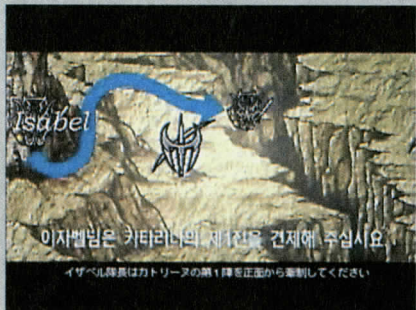 Isabel
이자벨님은 카타리나의 제1진을 견제해 주십시요
イザベル隊長はカトリーヌの第1陣を正面から牽制してください